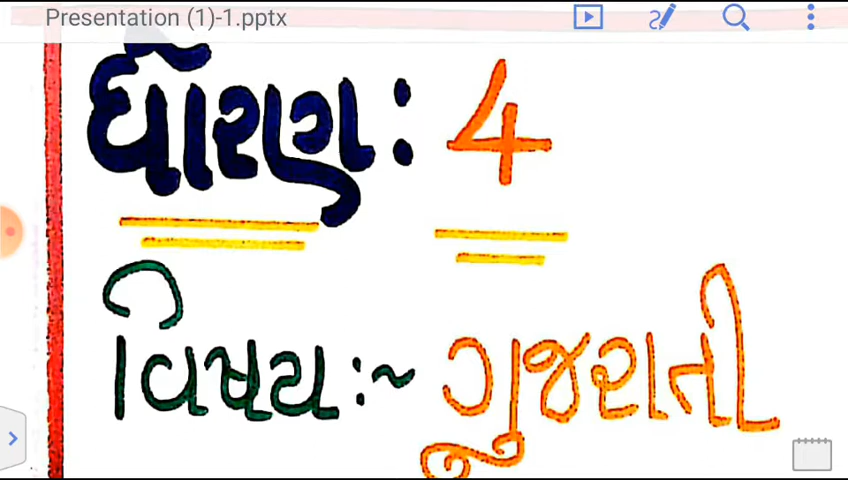 Presentation (1)-1.pptx
ધોરણ : 4
વિષય :~ ગુજરાતી